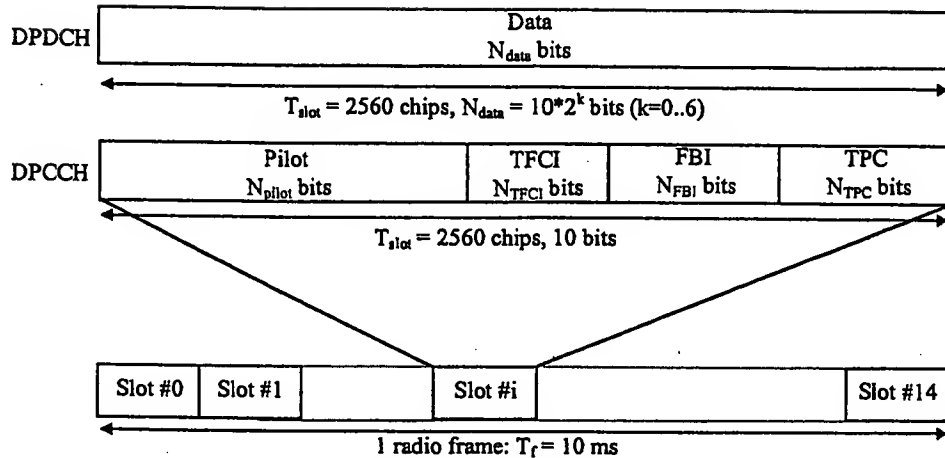 DPDCH
Data
N_data bits
T_slot = 2560 chips, N_data = 10*2^k bits (k=0..6)
DPCCH
Pilot
N_pilot bits
TFCI
N_TFCI bits
FBI
N_FBI bits
TPC
N_TPC bits
T_slot = 2560 chips, 10 bits
Slot #0
Slot #1
Slot #i
Slot #14
1 radio frame: T_f = 10 ms